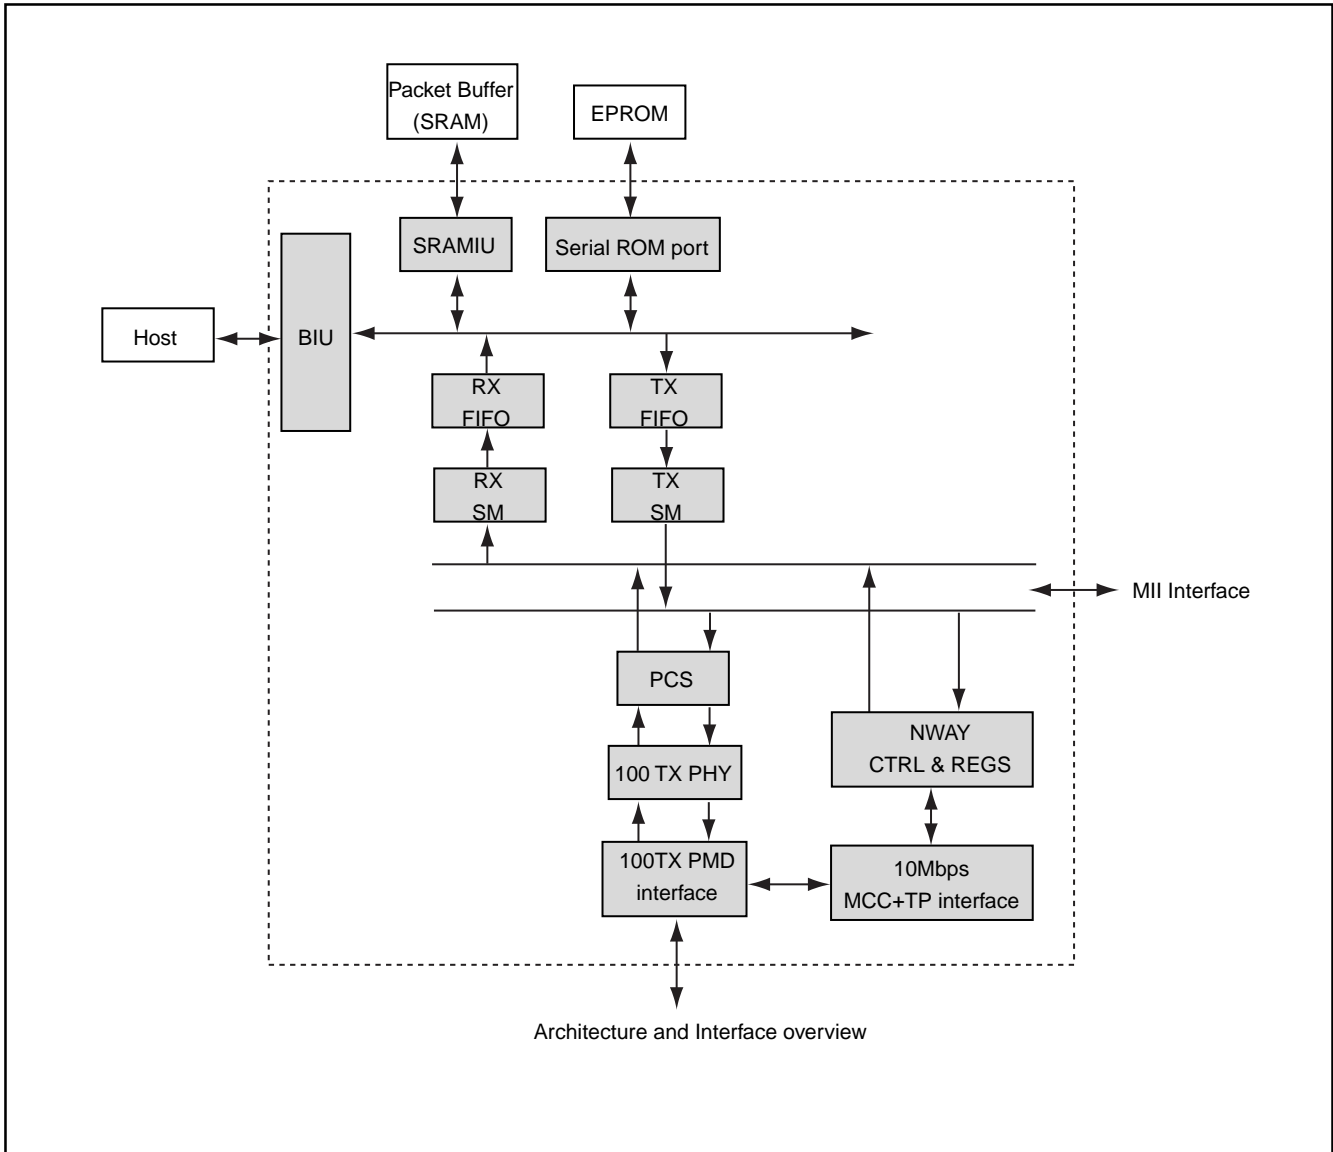 Packet Buffer
(SRAM)
EPROM
SRAMIU
Serial ROM port
Host
BIU
RX
FIFO
TX
FIFO
RX
SM
TX
SM
MII Interface
PCS
NWAY
CTRL & REGS
100 TX PHY
100TX PMD
interface
10Mbps
MCC+TP interface
Architecture and Interface overview